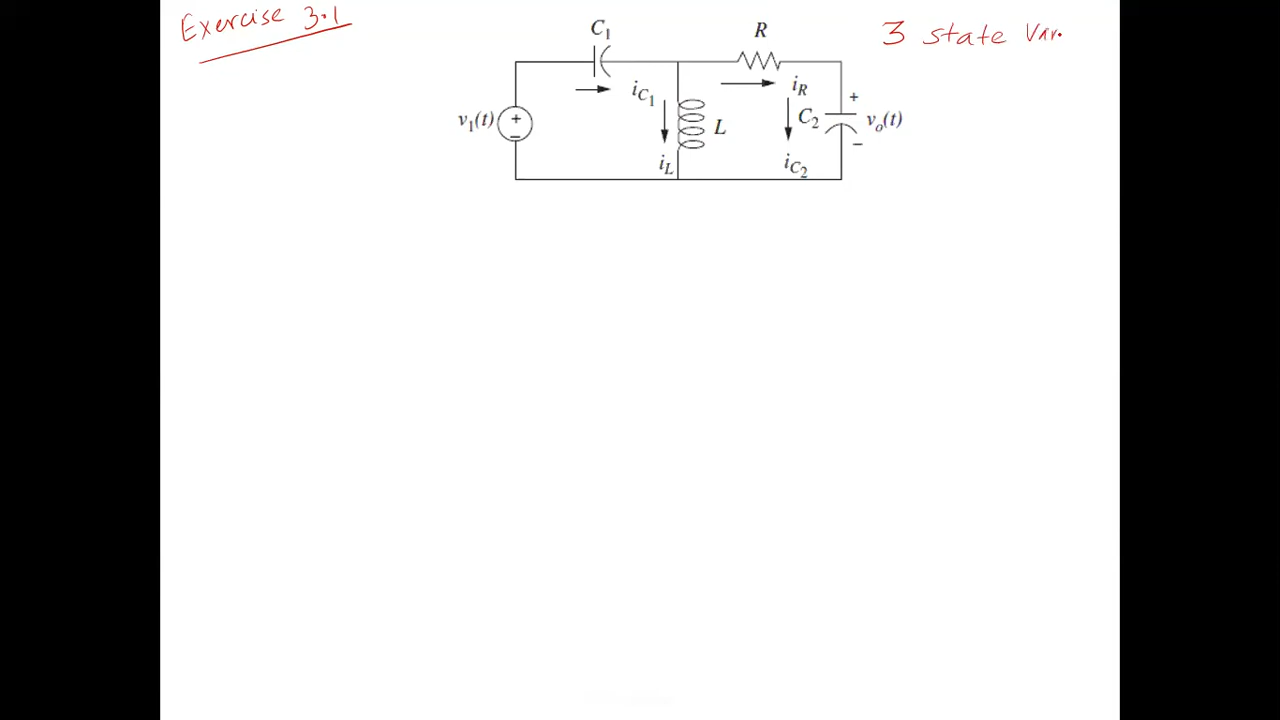 Exercise 3.1
3 state Var.
C1
R
iC1
iR
v1(t)
+
−
L
C2
+
vo(t)
−
iL
iC2